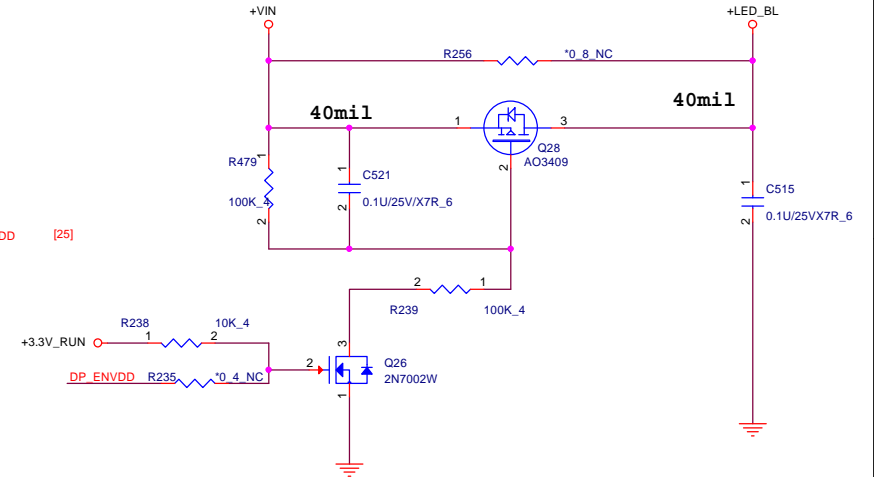 +VIN
+LED_BL
R256
*0_8_NC
40mil
40mil
1
3
Q28
AO3409
2
R479
1
100K_4
2
1
C521
2
0.1U/25V/X7R_6
1
C515
2
0.1U/25VX7R_6
DD
[25]
2
1
R239
100K_4
R238
10K_4
+3.3V_RUN
1
2
3
2
Q26
2N7002W
DP_ENVDD
R235
*0_4_NC
1